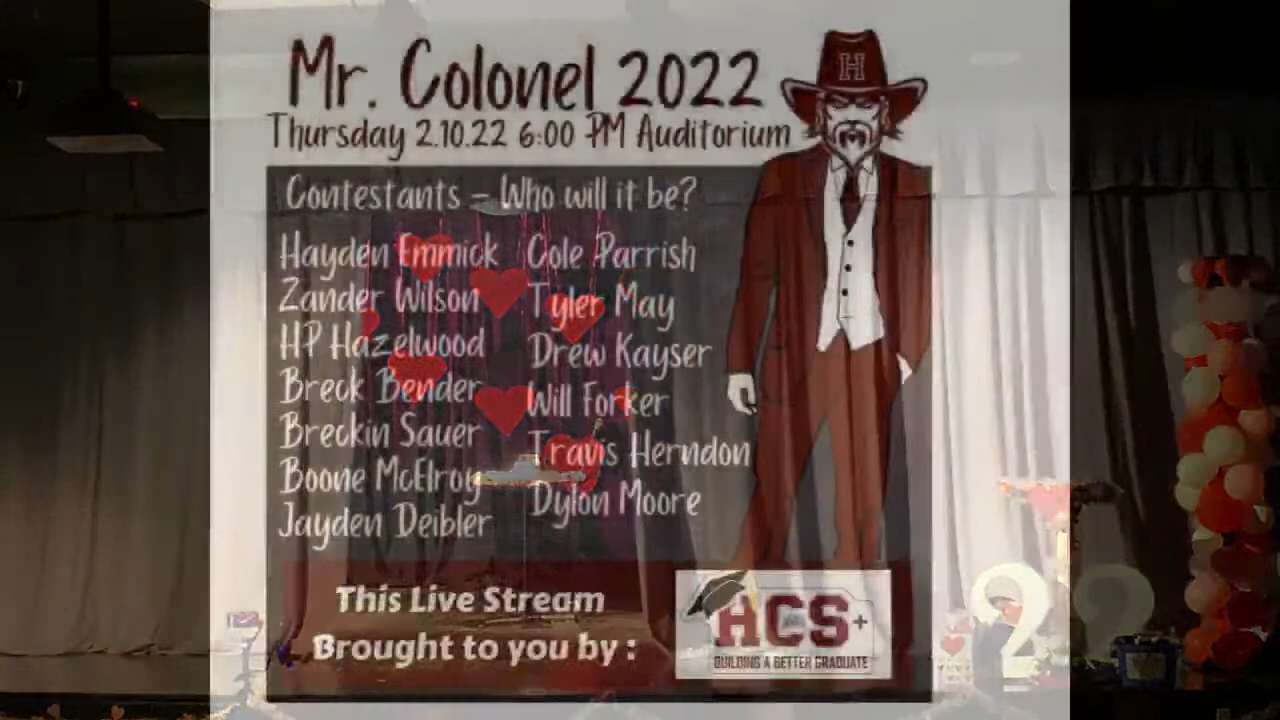 Mr. Colonel 2022
Thursday 2.10.22 6:00 PM Auditorium
H
Contestants - Who will it be?
Hayden Emmick
Zander Wilson
HP Hazelwood
Breck Bender
Breckin Sauer
Boone McElroy
Jayden Deibler
Cole Parrish
Tyler May
Drew Kayser
Will Forker
Travis Herndon
Dylon Moore
This Live Stream
Brought to you by :
ACS+
BUILDING A BETTER GRADUATE
22